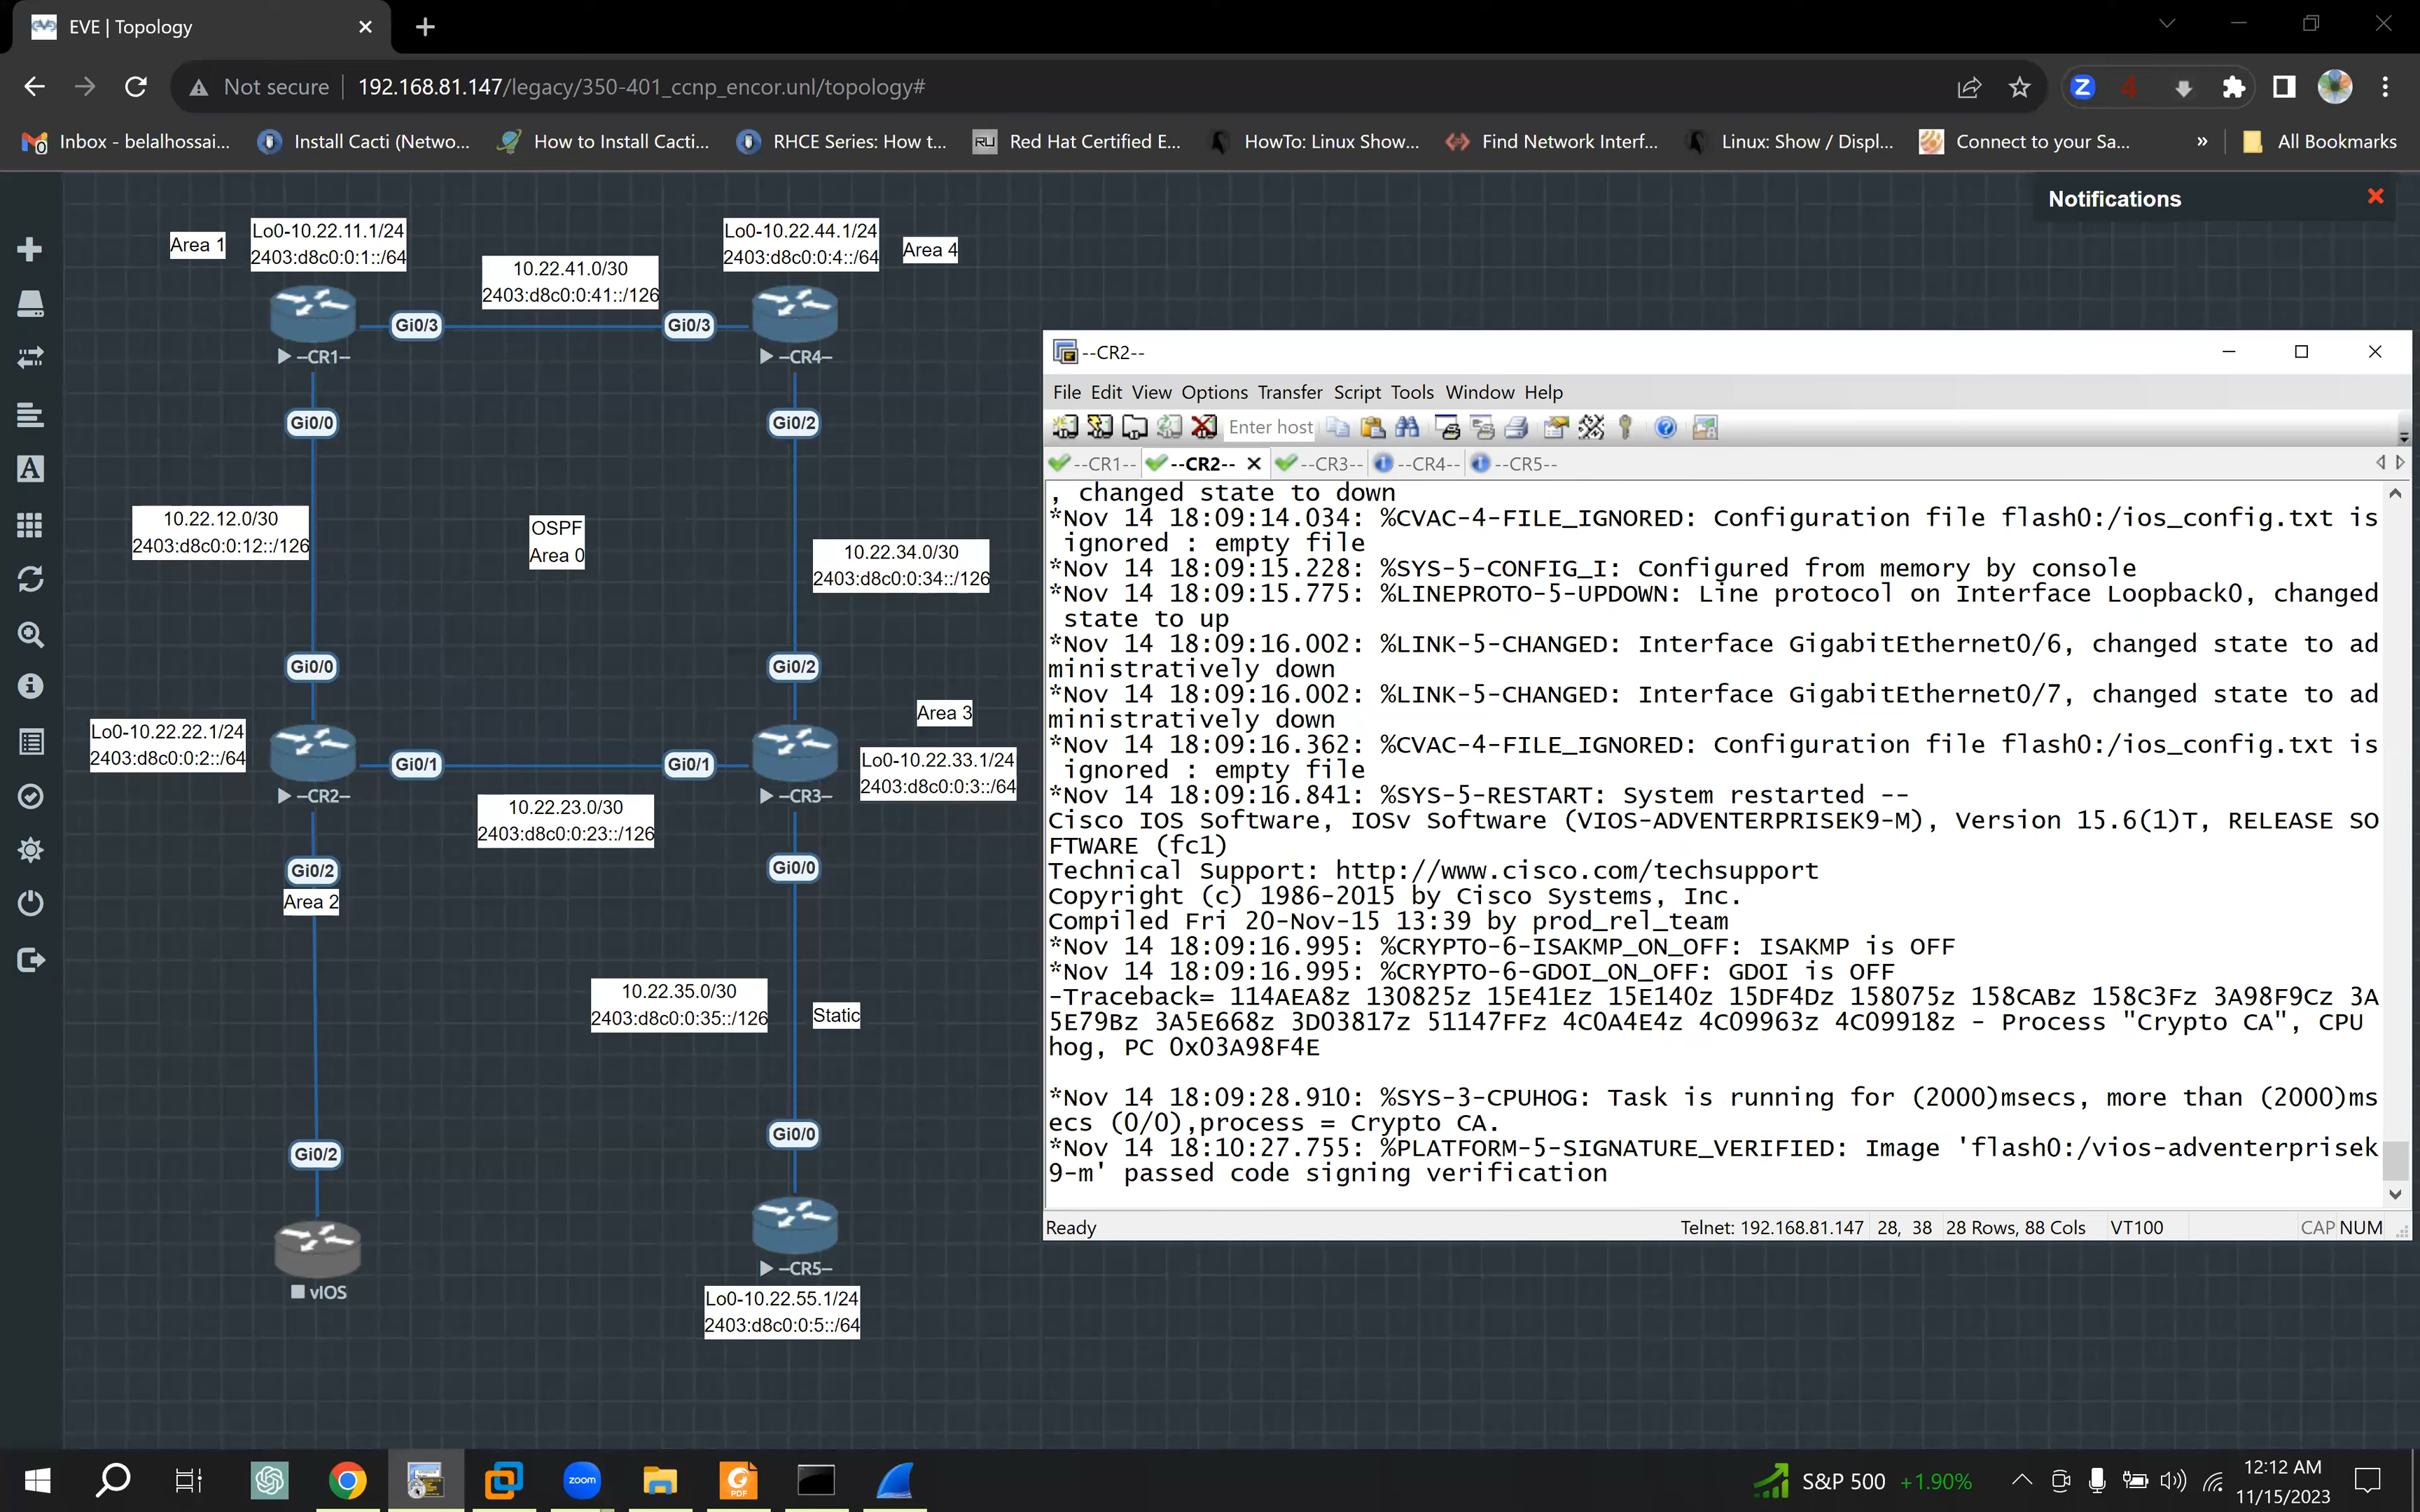 EVE | Topology
Not secure
192.168.81.147/legacy/350-401_ccnp_encor.unl/topology#
Inbox - belalhossai...
Install Cacti (Netwo...
How to Install Cacti...
RHCE Series: How t...
Red Hat Certified E...
HowTo: Linux Show...
Find Network Interf...
Linux: Show / Displ...
Connect to your Sa...
»
All Bookmarks
Notifications
Area 1
Lo0-10.22.11.1/24
2403:d8c0:0:1::/64
10.22.41.0/30
2403:d8c0:0:41::/126
Lo0-10.22.44.1/24
2403:d8c0:0:4::/64
Area 4
Gi0/3
Gi0/3
--CR1--
--CR4--
Gi0/0
Gi0/2
10.22.12.0/30
2403:d8c0:0:12::/126
OSPF
Area 0
10.22.34.0/30
2403:d8c0:0:34::/126
Gi0/0
Gi0/2
Area 3
Lo0-10.22.22.1/24
2403:d8c0:0:2::/64
Gi0/1
Gi0/1
Lo0-10.22.33.1/24
2403:d8c0:0:3::/64
--CR2--
--CR3--
10.22.23.0/30
2403:d8c0:0:23::/126
Gi0/2
Gi0/0
Area 2
10.22.35.0/30
2403:d8c0:0:35::/126
Static
Gi0/2
Gi0/0
vIOS
--CR5--
Lo0-10.22.55.1/24
2403:d8c0:0:5::/64
--CR2--
File Edit View Options Transfer Script Tools Window Help
Enter host
--CR1-- --CR2-- --CR3-- --CR4-- --CR5--
, changed state to down
*Nov 14 18:09:14.034: %CVAC-4-FILE_IGNORED: Configuration file flash0:/ios_config.txt is
ignored : empty file
*Nov 14 18:09:15.228: %SYS-5-CONFIG_I: Configured from memory by console
*Nov 14 18:09:15.775: %LINEPROTO-5-UPDOWN: Line protocol on Interface Loopback0, changed
state to up
*Nov 14 18:09:16.002: %LINK-5-CHANGED: Interface GigabitEthernet0/6, changed state to ad
ministratively down
*Nov 14 18:09:16.002: %LINK-5-CHANGED: Interface GigabitEthernet0/7, changed state to ad
ministratively down
*Nov 14 18:09:16.362: %CVAC-4-FILE_IGNORED: Configuration file flash0:/ios_config.txt is
ignored : empty file
*Nov 14 18:09:16.841: %SYS-5-RESTART: System restarted --
Cisco IOS Software, IOSv Software (VIOS-ADVENTERPRISEK9-M), Version 15.6(1)T, RELEASE SO
FTWARE (fc1)
Technical Support: http://www.cisco.com/techsupport
Copyright (c) 1986-2015 by Cisco Systems, Inc.
Compiled Fri 20-Nov-15 13:39 by prod_rel_team
*Nov 14 18:09:16.995: %CRYPTO-6-ISAKMP_ON_OFF: ISAKMP is OFF
*Nov 14 18:09:16.995: %CRYPTO-6-GDOI_ON_OFF: GDOI is OFF
-Traceback= 114AEA8z 130825z 15E41Ez 15E140z 15DF4Dz 158075z 158CABz 158C3Fz 3A98F9Cz 3A
5E79Bz 3A5E668z 3D03817z 51147FFz 4C0A4E4z 4C09963z 4C09918z - Process "Crypto CA", CPU
hog, PC 0x03A98F4E
*Nov 14 18:09:28.910: %SYS-3-CPUHOG: Task is running for (2000)msecs, more than (2000)ms
ecs (0/0),process = Crypto CA.
*Nov 14 18:10:27.755: %PLATFORM-5-SIGNATURE_VERIFIED: Image 'flash0:/vios-adventerprisek
9-m' passed code signing verification
Ready
Telnet: 192.168.81.147 28, 38 28 Rows, 88 Cols VT100 CAP NUM
zoom
PDF
S&P 500 +1.90%
12:12 AM
11/15/2023